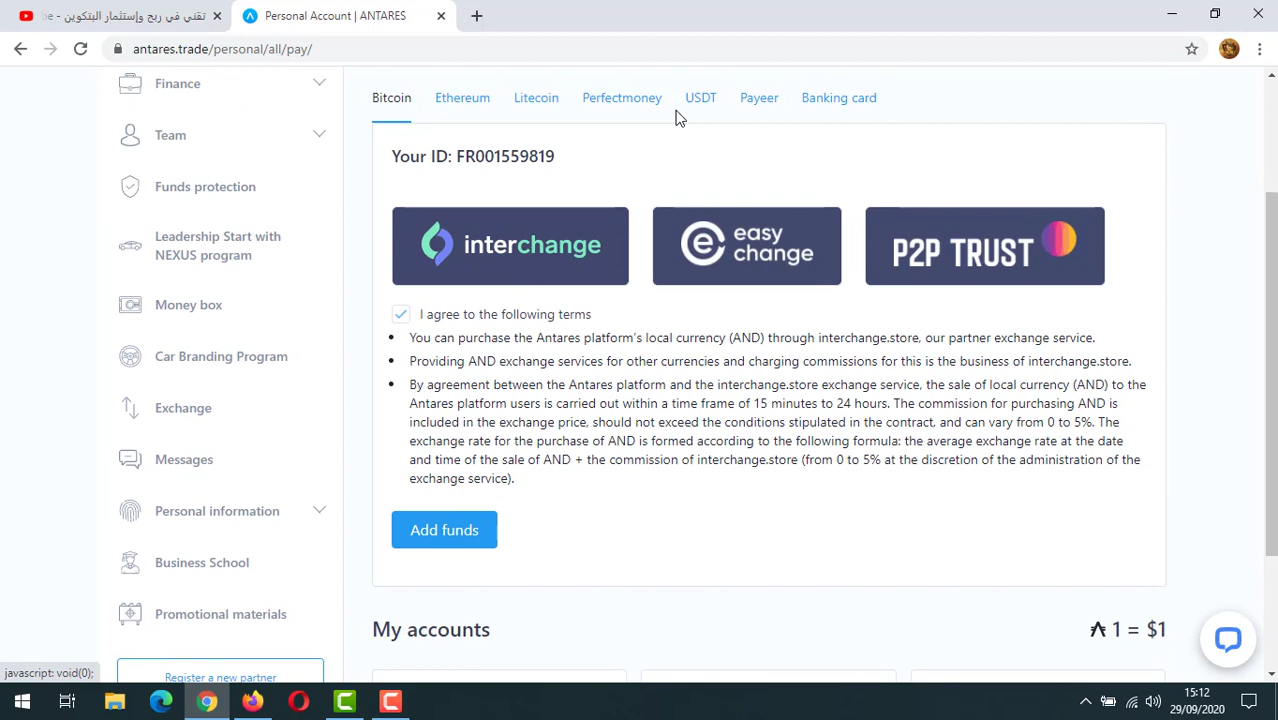 تقني في ربح وإستثمار البتكوين - be
Personal Account | ANTARES
antares.trade/personal/all/pay/
Finance
Team
Funds protection
Leadership Start with
NEXUS program
Money box
Car Branding Program
Exchange
Messages
Personal information
Business School
Promotional materials
Register a new partner
Bitcoin Ethereum Litecoin Perfectmoney USDT Payeer Banking card
Your ID: FR001559819
interchange
easy
change
P2P TRUST
I agree to the following terms
• You can purchase the Antares platform's local currency (AND) through interchange.store, our partner exchange service.
• Providing AND exchange services for other currencies and charging commissions for this is the business of interchange.store.
• By agreement between the Antares platform and the interchange.store exchange service, the sale of local currency (AND) to the
Antares platform users is carried out within a time frame of 15 minutes to 24 hours. The commission for purchasing AND is
included in the exchange price, should not exceed the conditions stipulated in the contract, and can vary from 0 to 5%. The
exchange rate for the purchase of AND is formed according to the following formula: the average exchange rate at the date
and time of the sale of AND + the commission of interchange.store (from 0 to 5% at the discretion of the administration of the
exchange service).
Add funds
My accounts
1 = $1
javascript: void(0);
15:12
29/09/2020